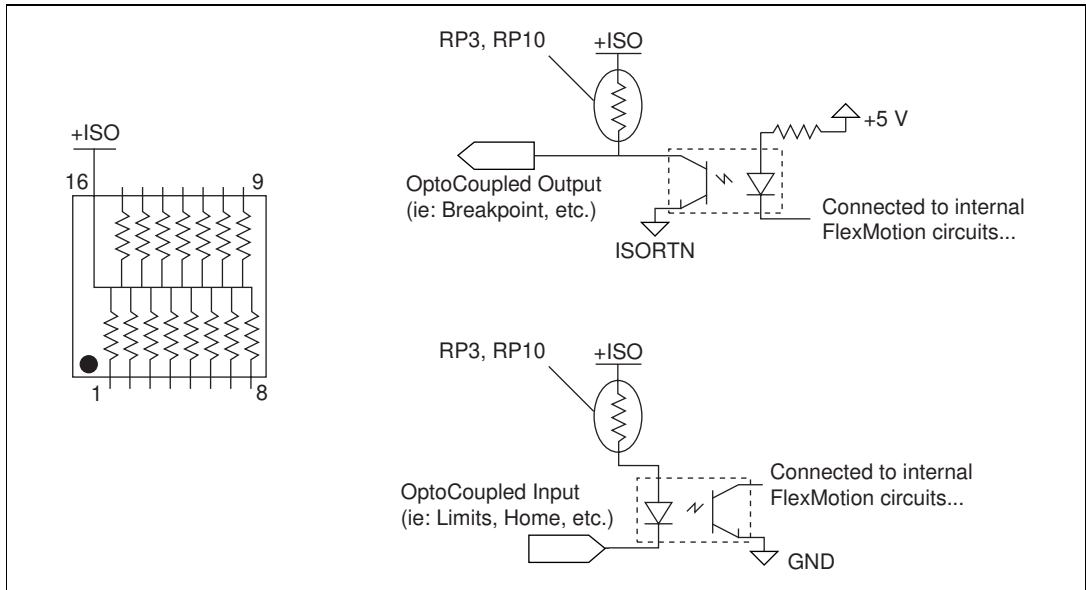 +ISO
16
9
1
8
RP3, RP10
+ISO
+5 V
OptoCoupled Output
(ie: Breakpoint, etc.)
ISORTN
Connected to internal
FlexMotion circuits...
RP3, RP10
+ISO
OptoCoupled Input
(ie: Limits, Home, etc.)
Connected to internal
FlexMotion circuits...
GND